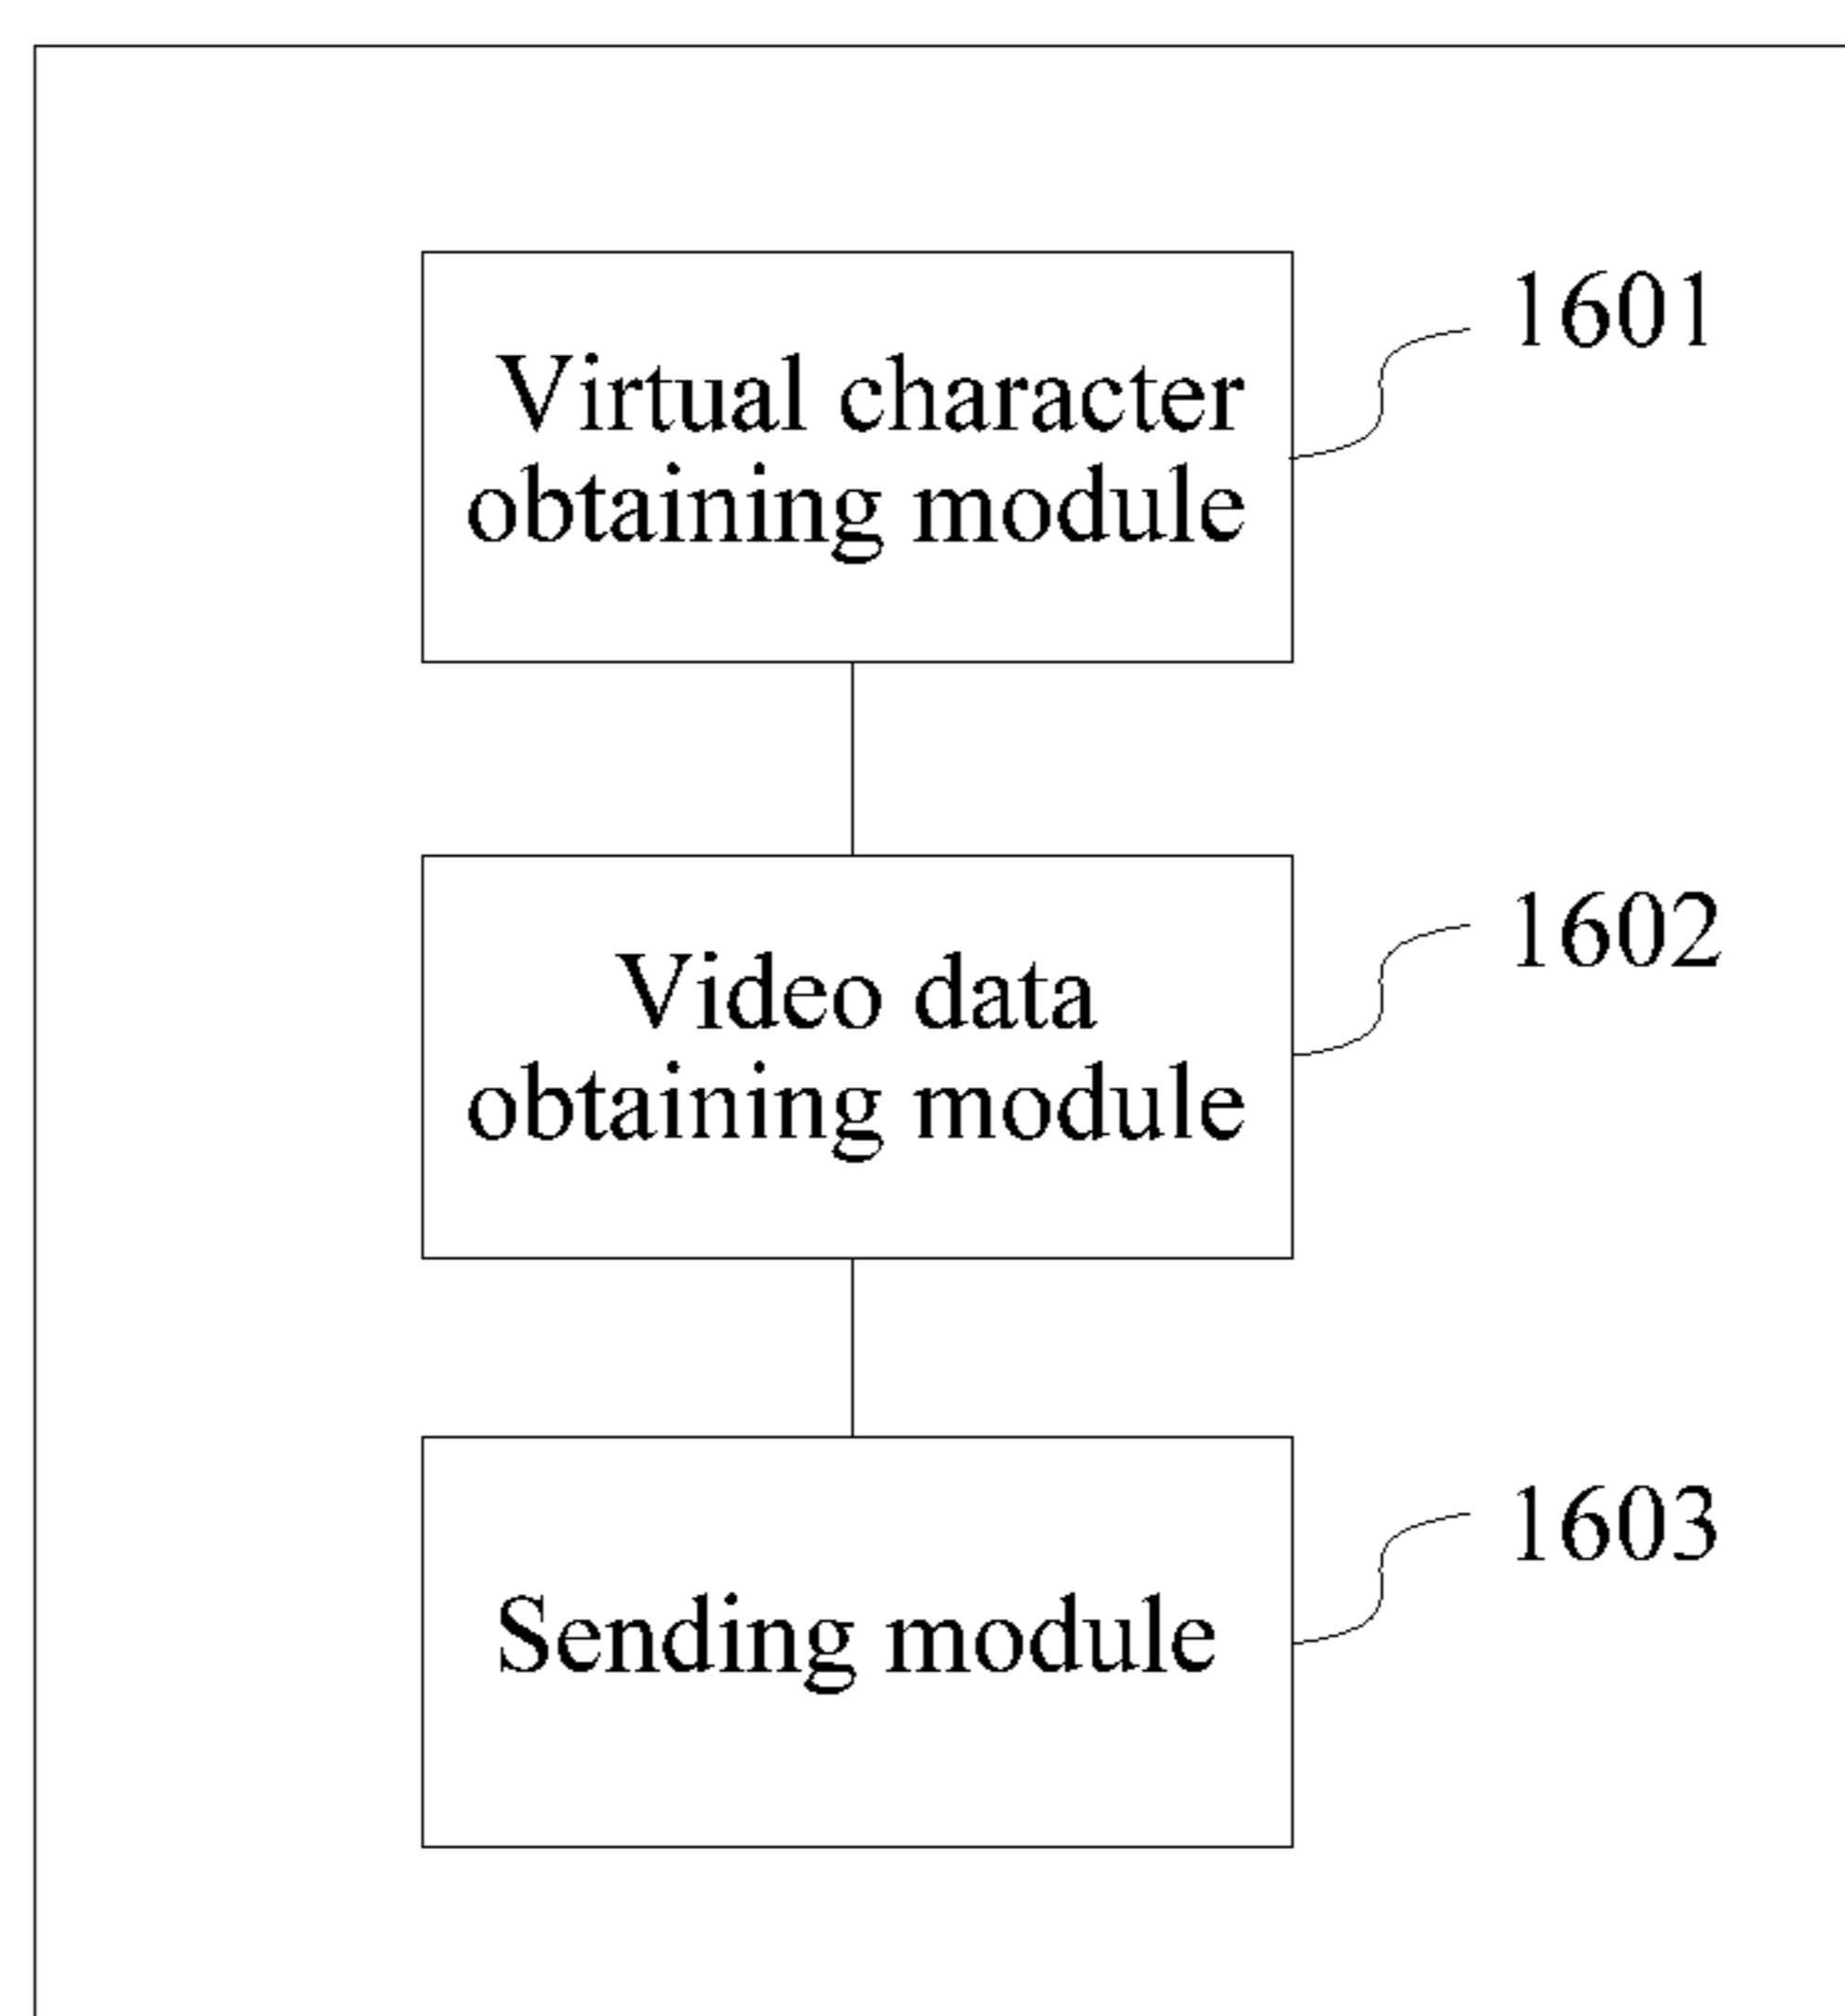 1601
Virtual character
obtaining module
1602
Video data
obtaining module
1603
Sending module